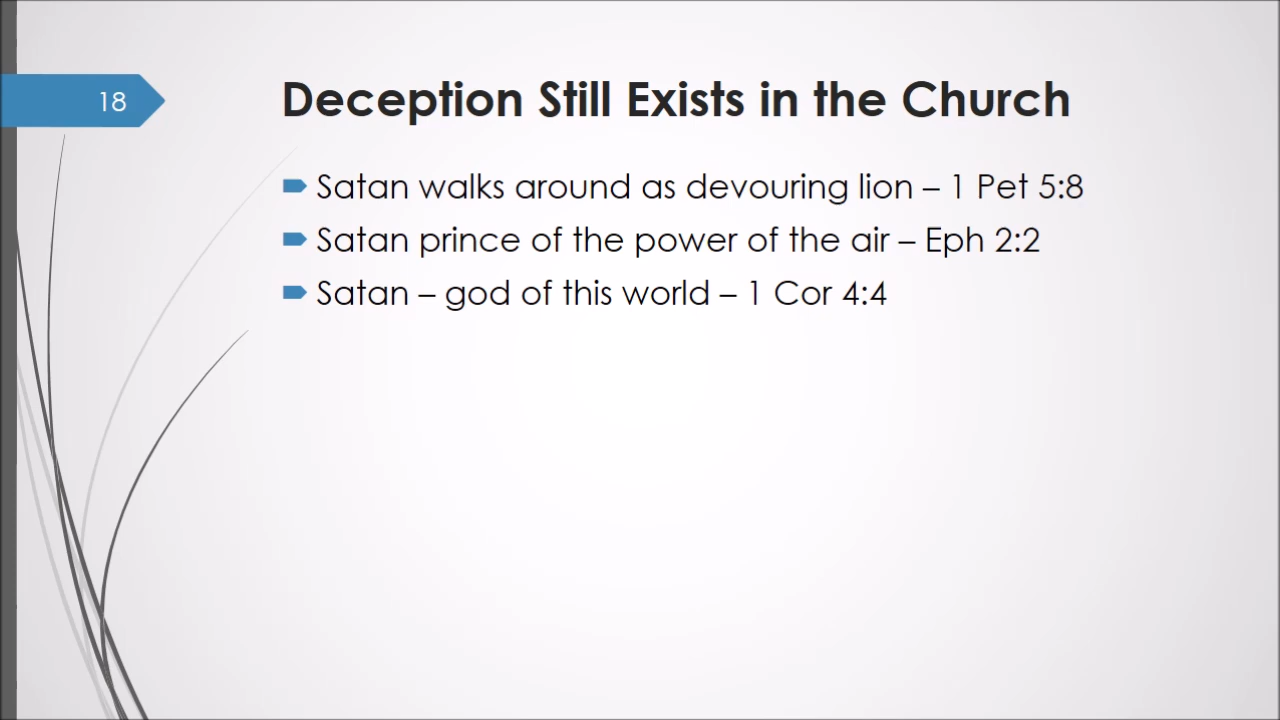 18
Deception Still Exists in the Church
Satan walks around as devouring lion – 1 Pet 5:8
Satan prince of the power of the air – Eph 2:2
Satan – god of this world – 1 Cor 4:4